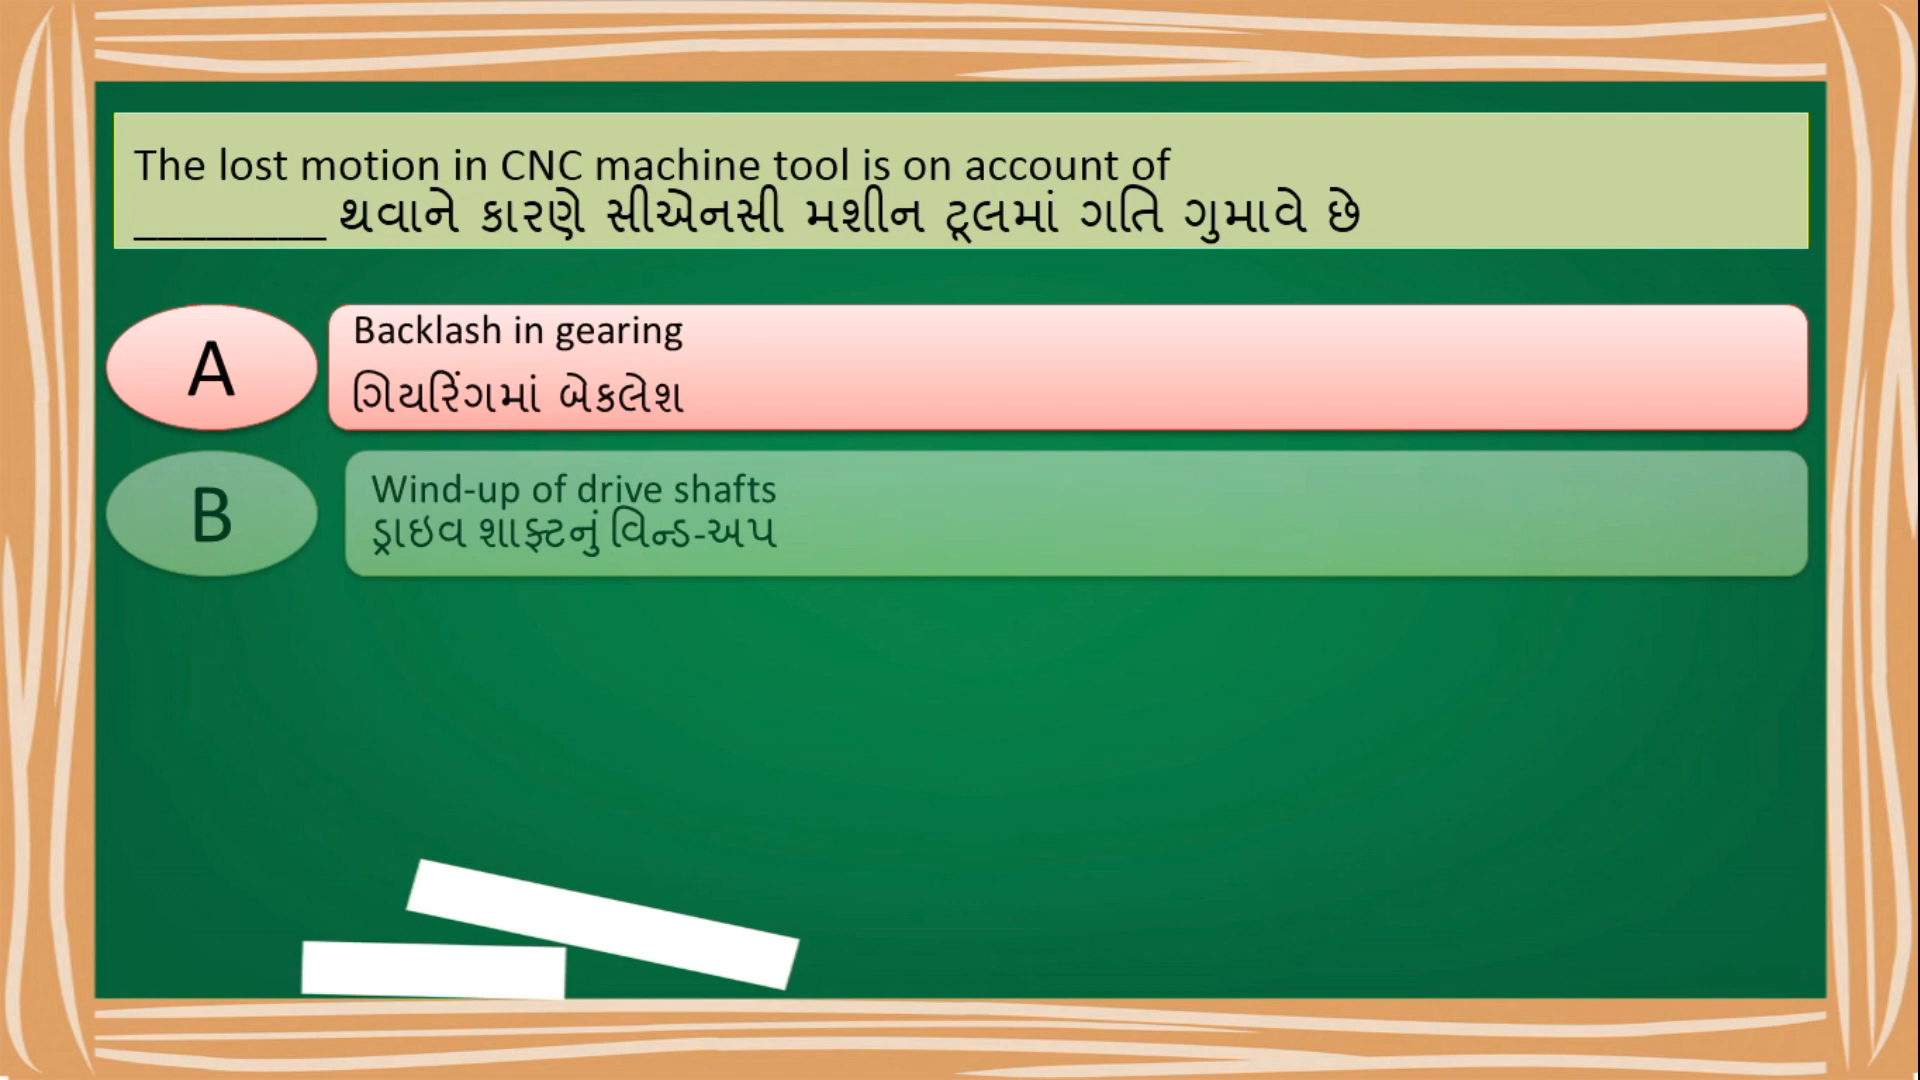 The lost motion in CNC machine tool is on account of
________ થવાને કારણે સીએનસી મશીન ટૂલમાં ગતિ ગુમાવે છે
A
Backlash in gearing
ગિયરિંગમાં બેકલેશ
B
Wind-up of drive shafts
ડ્રાઇવ શાફ્ટનું વિન્ડ-અપ